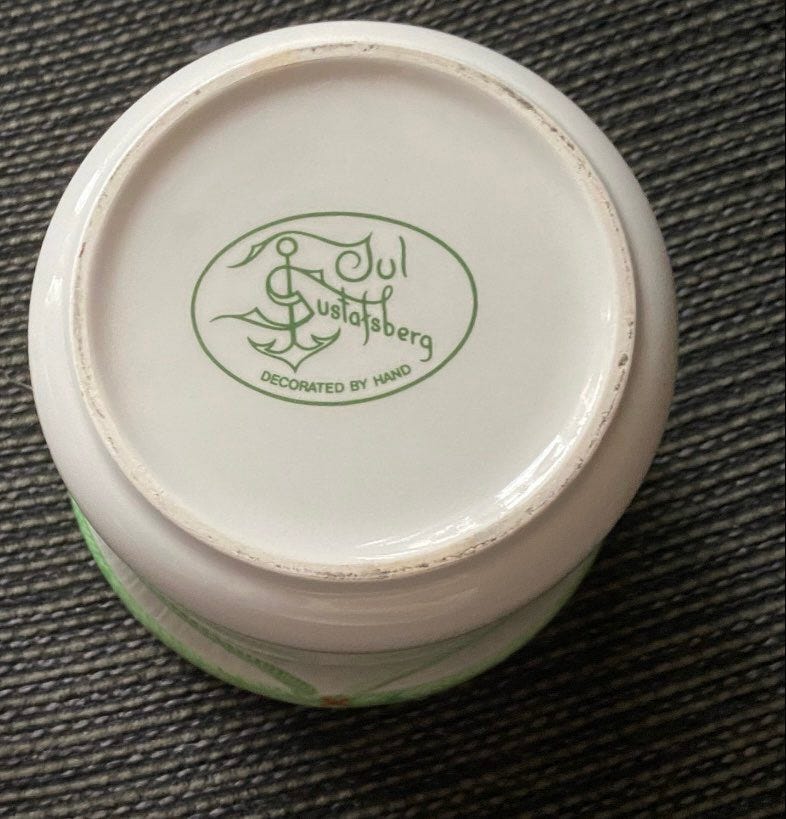 Jul
Gustafsberg
DECORATED BY HAND